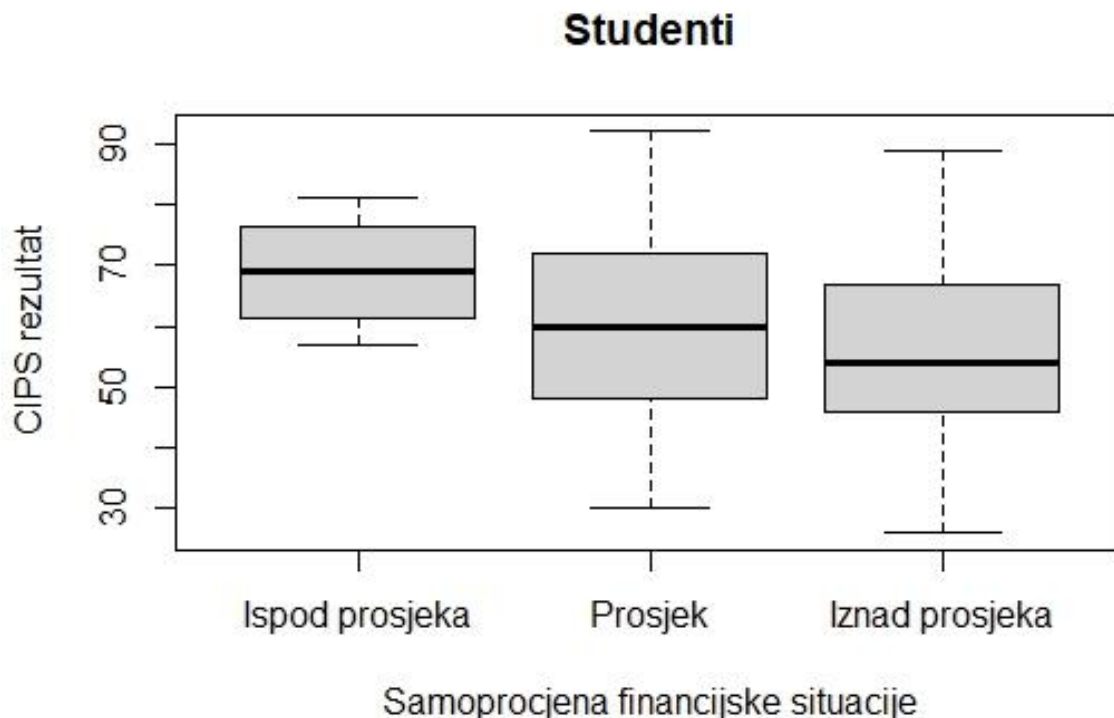 Studenti
CIPS rezultat
90
70
50
30
Ispod prosjeka Prosjek Iznad prosjeka
Samoprocjena financijske situacije